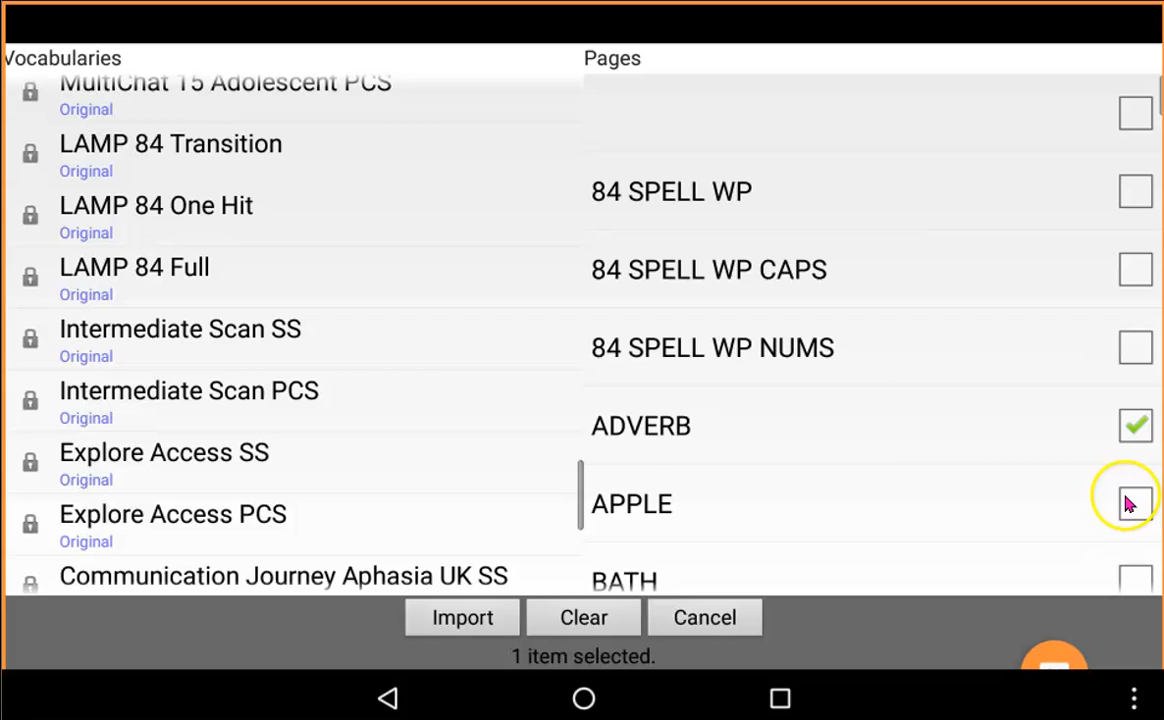 Vocabularies
Pages
MultiChat 15 Adolescent PCS
Original
LAMP 84 Transition
Original
LAMP 84 One Hit
Original
LAMP 84 Full
Original
Intermediate Scan SS
Original
Intermediate Scan PCS
Original
Explore Access SS
Original
Explore Access PCS
Original
Communication Journey Aphasia UK SS
84 SPELL WP
84 SPELL WP CAPS
84 SPELL WP NUMS
ADVERB
APPLE
BATH
Import
Clear
Cancel
1 item selected.